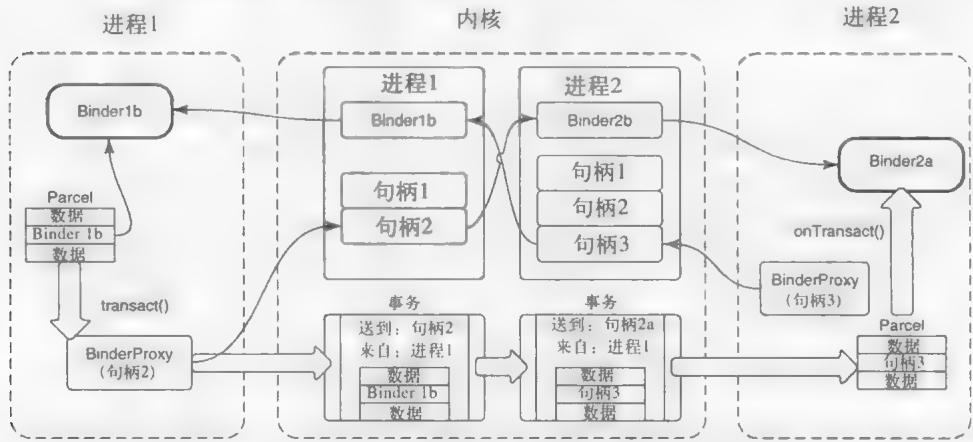 进程1
内核
进程2
Binder1b
Parcel
数据
Binder 1b
数据
transact()
BinderProxy
(句柄2)
进程1
Binder1b
句柄1
句柄2
进程2
Binder2b
句柄1
句柄2
句柄3
事务
送到：句柄2
来自：进程1
数据
Binder 1b
数据
事务
送到：句柄2a
来自：进程1
数据
句柄3
数据
Binder2a
onTransact()
BinderProxy
(句柄3)
Parcel
数据
句柄3
数据